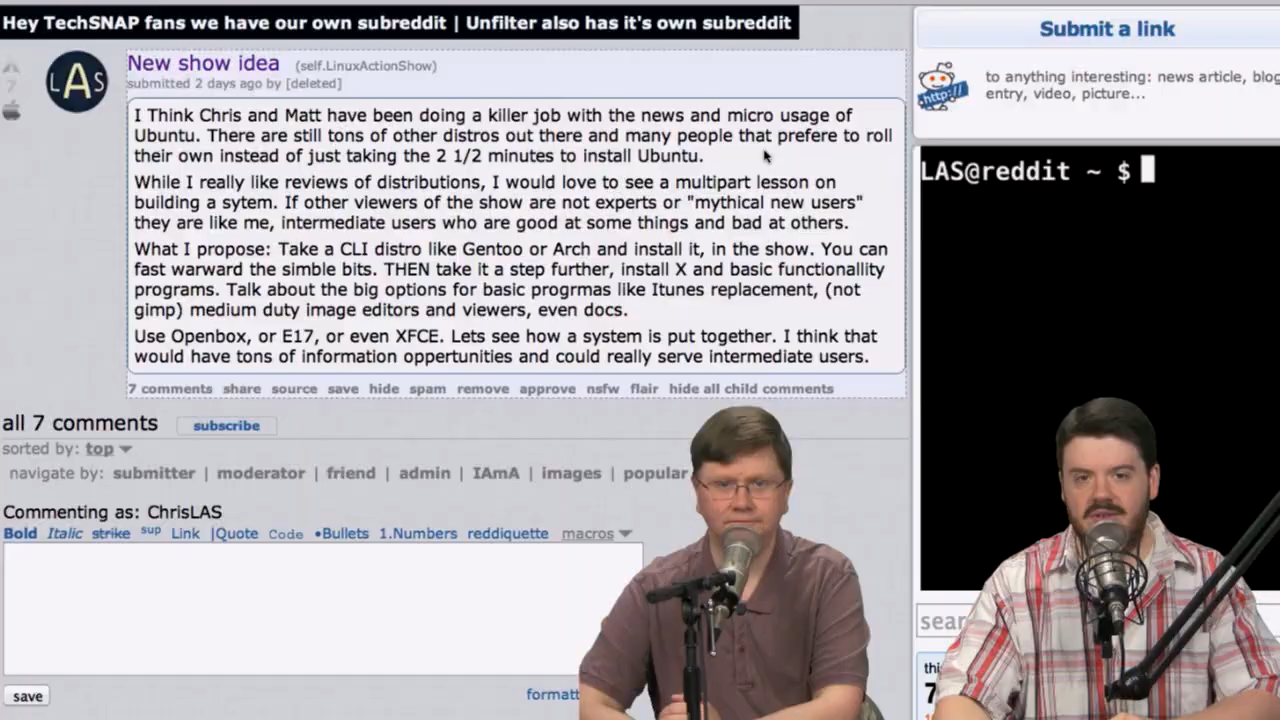 Hey TechSNAP fans we have our own subreddit | Unfilter also has it's own subreddit
Submit a link
to anything interesting: news article, blog
entry, video, picture...
http://
LAS
7
New show idea (self.LinuxActionShow)
submitted 2 days ago by [deleted]
I Think Chris and Matt have been doing a killer job with the news and micro usage of
Ubuntu. There are still tons of other distros out there and many people that prefere to roll
their own instead of just taking the 2 1/2 minutes to install Ubuntu.
While I really like reviews of distributions, I would love to see a multipart lesson on
building a sytem. If other viewers of the show are not experts or "mythical new users"
they are like me, intermediate users who are good at some things and bad at others.
What I propose: Take a CLI distro like Gentoo or Arch and install it, in the show. You can
fast warward the simble bits. THEN take it a step further, install X and basic functionallity
programs. Talk about the big options for basic progrmas like Itunes replacement, (not
gimp) medium duty image editors and viewers, even docs.
Use Openbox, or E17, or even XFCE. Lets see how a system is put together. I think that
would have tons of information oppertunities and could really serve intermediate users.
7 comments share source save hide spam remove approve nsfw flair hide all child comments
LAS@reddit ~ $
all 7 comments subscribe
sorted by: top
navigate by: submitter | moderator | friend | admin | IAmA | images | popular
Commenting as: ChrisLAS
Bold Italic strike sup Link |Quote Code •Bullets 1.Numbers reddiquette macros
save
formatt
sear
thi
7